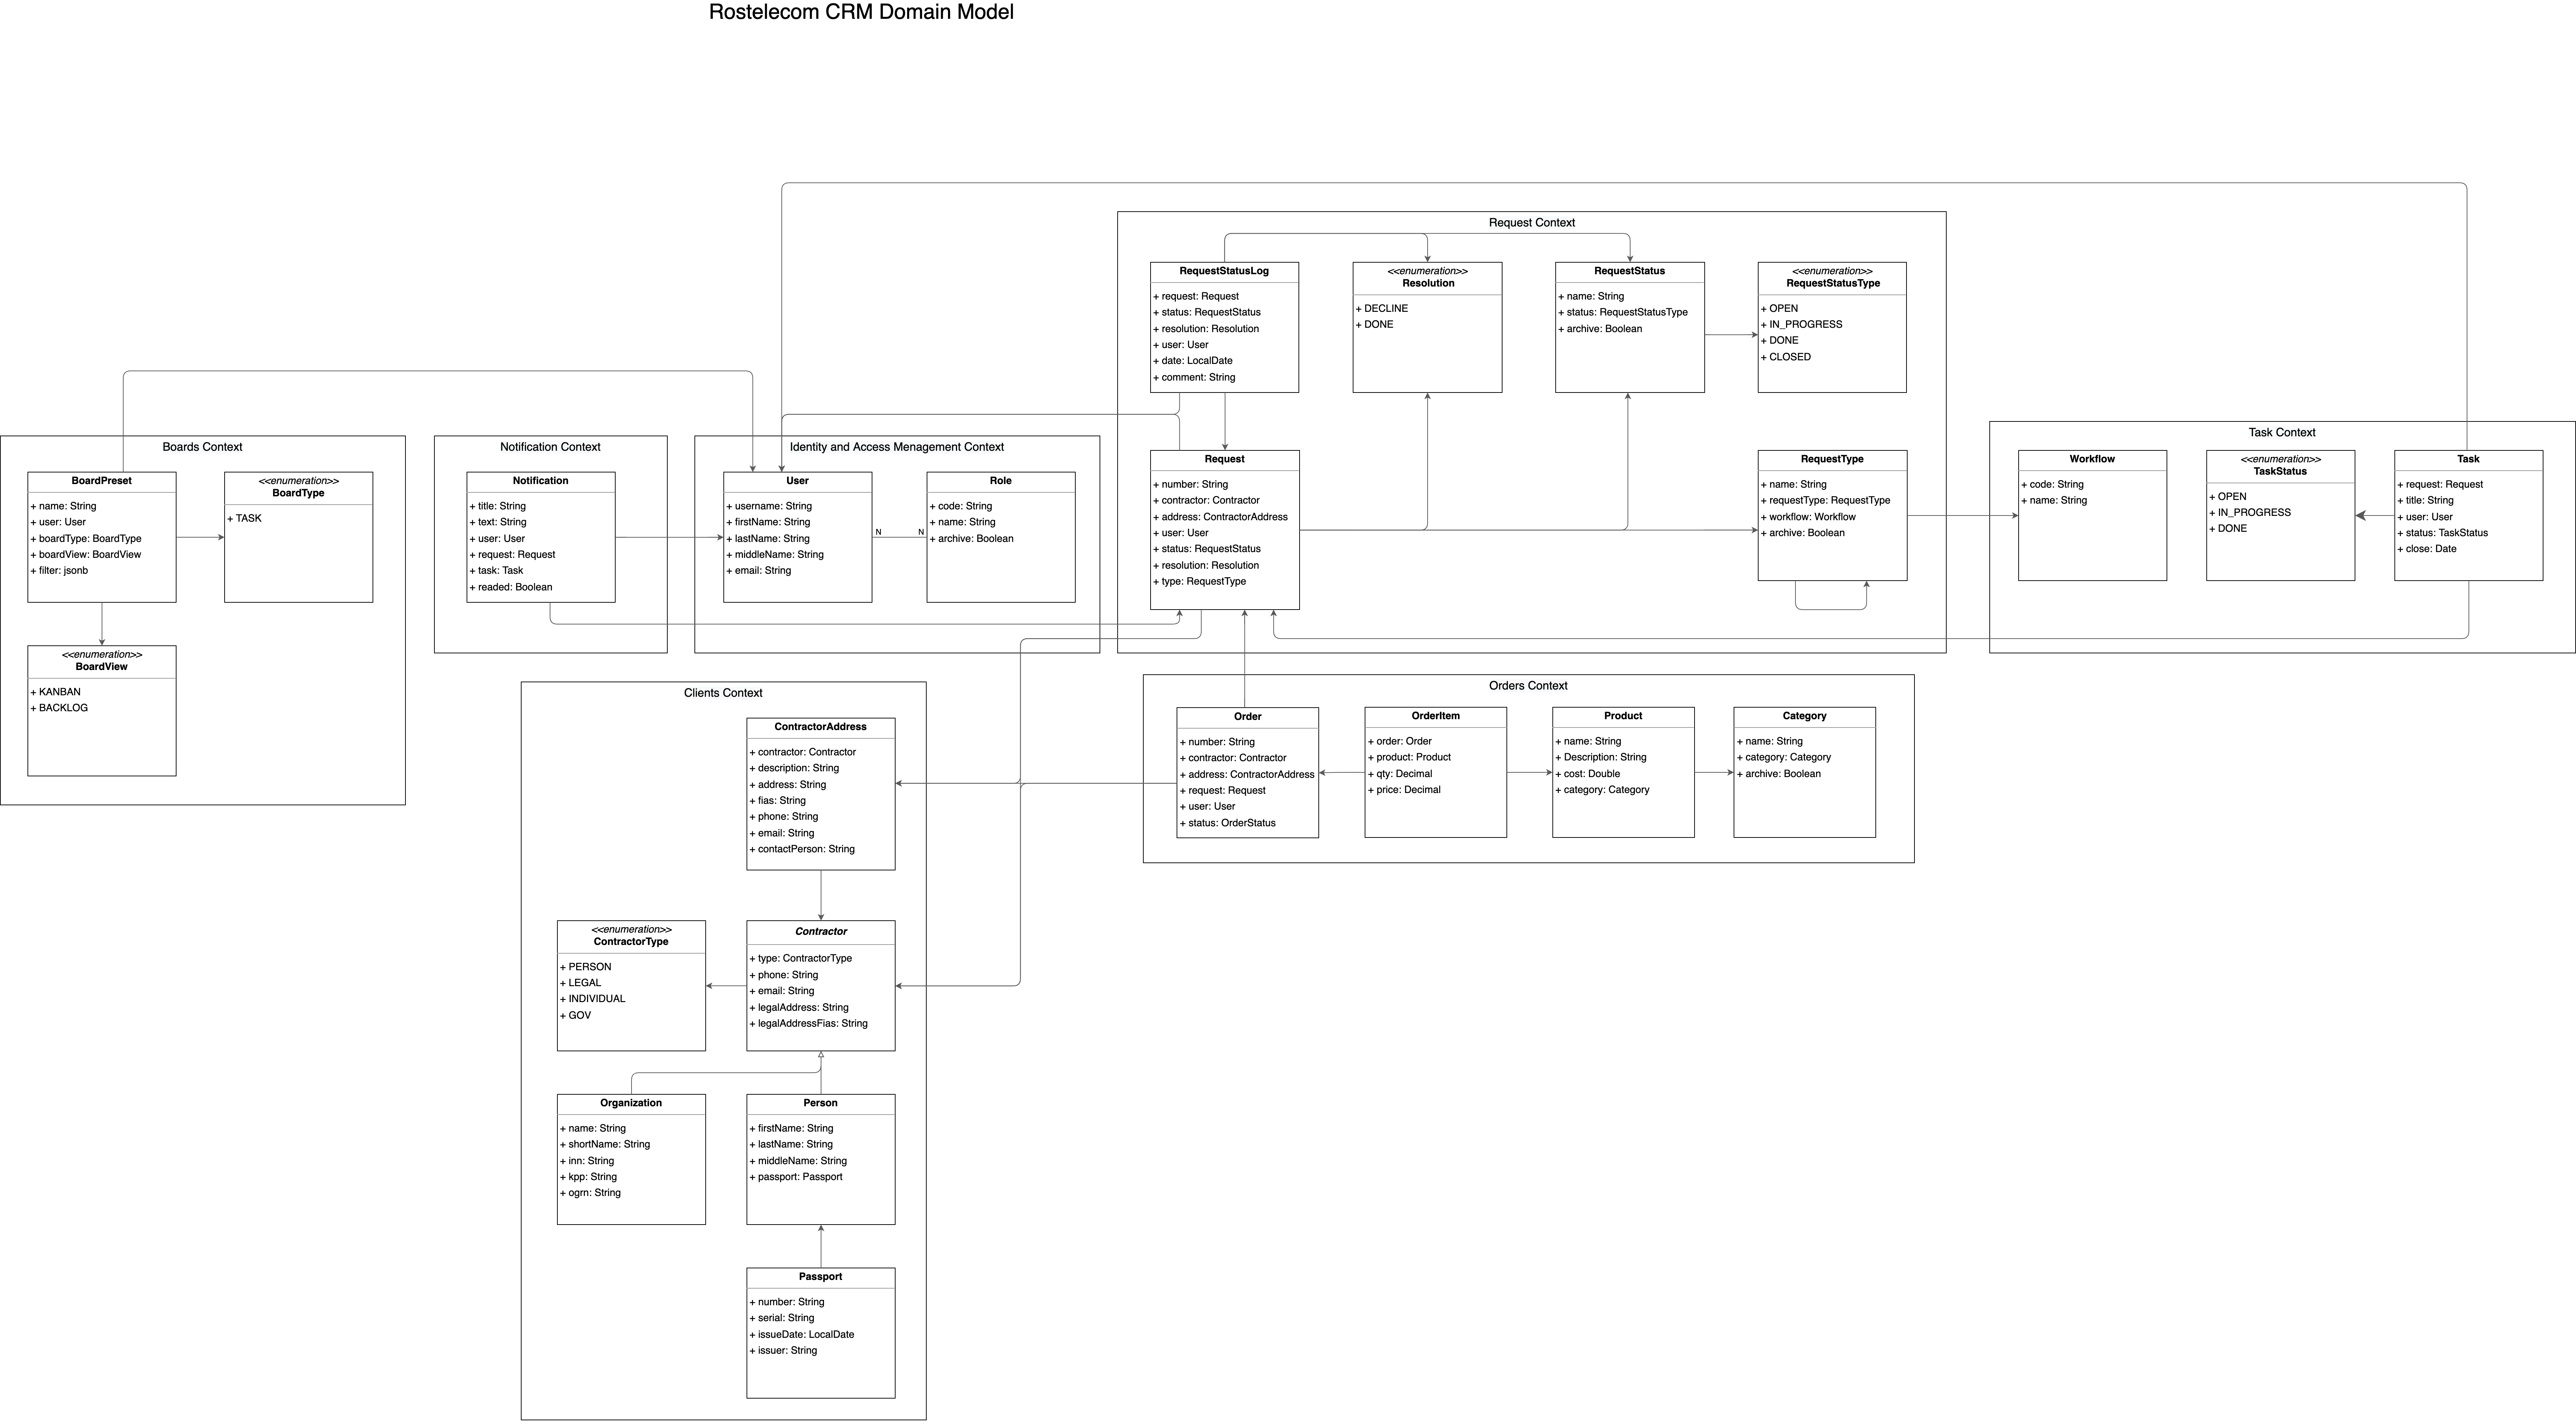 Rostelecom CRM Domain Model
Boards Context
BoardPreset
+ name: String
+ user: User
+ boardType: BoardType
+ boardView: BoardView
+ filter: jsonb
<<enumeration>>
BoardType
+ TASK
<<enumeration>>
BoardView
+ KANBAN
+ BACKLOG
Notification Context
Notification
+ title: String
+ text: String
+ user: User
+ request: Request
+ task: Task
+ readed: Boolean
Identity and Access Menagement Context
User
+ username: String
+ firstName: String
+ lastName: String
+ middleName: String
+ email: String
N
N
Role
+ code: String
+ name: String
+ archive: Boolean
Request Context
RequestStatusLog
+ request: Request
+ status: RequestStatus
+ resolution: Resolution
+ user: User
+ date: LocalDate
+ comment: String
<<enumeration>>
Resolution
+ DECLINE
+ DONE
RequestStatus
+ name: String
+ status: RequestStatusType
+ archive: Boolean
<<enumeration>>
RequestStatusType
+ OPEN
+ IN_PROGRESS
+ DONE
+ CLOSED
Request
+ number: String
+ contractor: Contractor
+ address: ContractorAddress
+ user: User
+ status: RequestStatus
+ resolution: Resolution
+ type: RequestType
RequestType
+ name: String
+ requestType: RequestType
+ workflow: Workflow
+ archive: Boolean
Task Context
Workflow
+ code: String
+ name: String
<<enumeration>>
TaskStatus
+ OPEN
+ IN_PROGRESS
+ DONE
Task
+ request: Request
+ title: String
+ user: User
+ status: TaskStatus
+ close: Date
Clients Context
ContractorAddress
+ contractor: Contractor
+ description: String
+ address: String
+ fias: String
+ phone: String
+ email: String
+ contactPerson: String
<<enumeration>>
ContractorType
+ PERSON
+ LEGAL
+ INDIVIDUAL
+ GOV
Contractor
+ type: ContractorType
+ phone: String
+ email: String
+ legalAddress: String
+ legalAddressFias: String
Organization
+ name: String
+ shortName: String
+ inn: String
+ kpp: String
+ ogrn: String
Person
+ firstName: String
+ lastName: String
+ middleName: String
+ passport: Passport
Passport
+ number: String
+ serial: String
+ issueDate: LocalDate
+ issuer: String
Orders Context
Order
+ number: String
+ contractor: Contractor
+ address: ContractorAddress
+ request: Request
+ user: User
+ status: OrderStatus
OrderItem
+ order: Order
+ product: Product
+ qty: Decimal
+ price: Decimal
Product
+ name: String
+ Description: String
+ cost: Double
+ category: Category
Category
+ name: String
+ category: Category
+ archive: Boolean